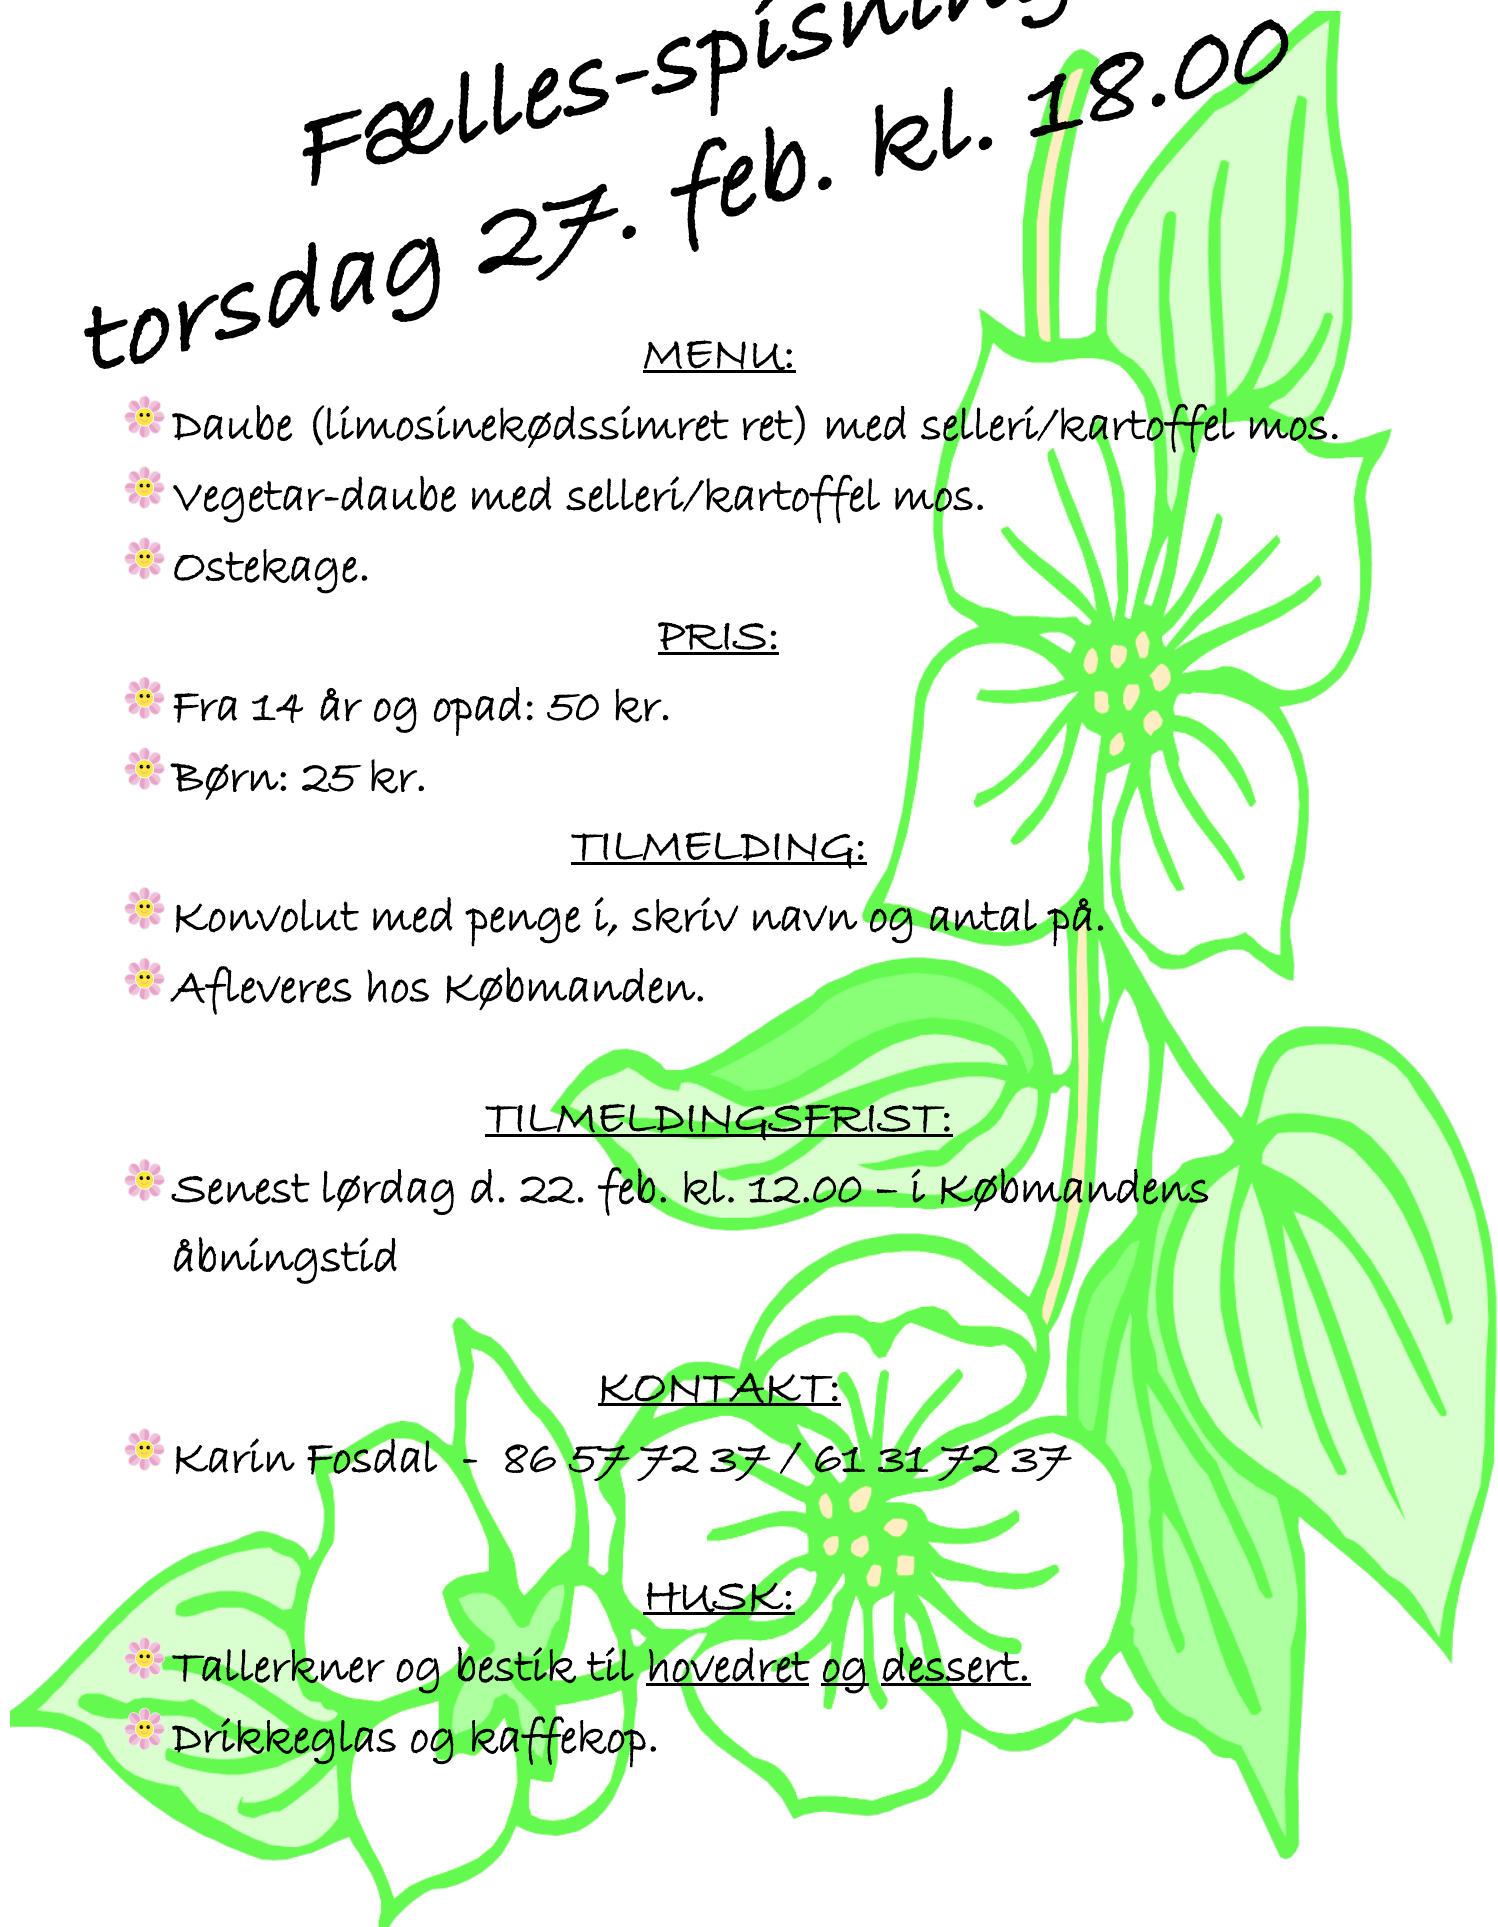 Fælles-spisning
torsdag 27. feb. kl. 18.00
MENU:
Daube (limosinekødssimret ret) med selleri/kartoffel mos.
Vegetar-daube med selleri/kartoffel mos.
Ostekage.
PRIS:
Fra 14 år og opad: 50 kr.
Børn: 25 kr.
TILMELDING:
Konvolut med penge i, skriv navn og antal på.
Afleveres hos Købmanden.
TILMELDINGSFRIST:
Senest lørdag d. 22. feb. kl. 12.00 – i Købmandens
åbningstid
KONTAKT:
Karin Fosdal - 86 57 72 37 / 61 31 72 37
HUSK:
Tallerkner og bestik til hovedret og dessert.
Drikkeglas og kaffekop.